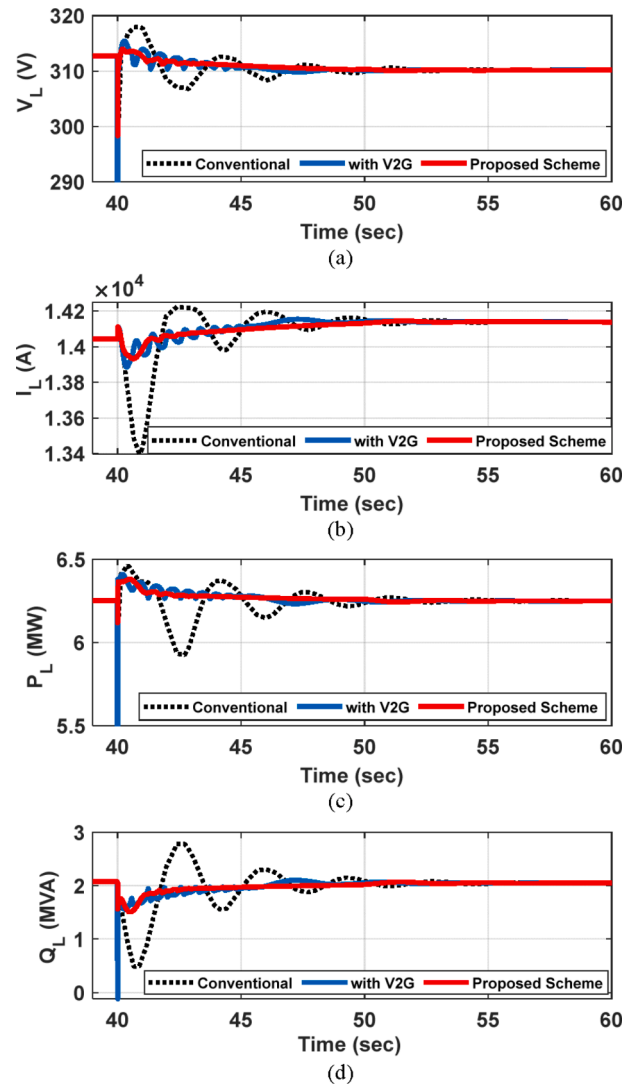 320
310
300
290
V_L (V)
Conventional with V2G Proposed Scheme
40 45 50 55 60
Time (sec)
(a)
×10^4
1.42
1.4
1.38
1.36
1.34
I_L (A)
Conventional with V2G Proposed Scheme
40 45 50 55 60
Time (sec)
(b)
6.5
6
5.5
P_L (MW)
Conventional with V2G Proposed Scheme
40 45 50 55 60
Time (sec)
(c)
3
2
1
0
Q_L (MVA)
Conventional with V2G Proposed Scheme
40 45 50 55 60
Time (sec)
(d)